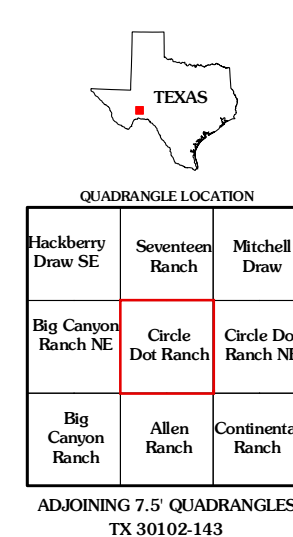 TEXAS
QUADRANGLE LOCATION
Hackberry
Draw SE
Seventeen
Ranch
Mitchell
Draw
Big Canyon
Ranch NE
Circle
Dot Ranch
Circle Do
Ranch NE
Big
Canyon
Ranch
Allen
Ranch
Continenta
Ranch
ADJOINING 7.5' QUADRANGLES
TX 30102-143